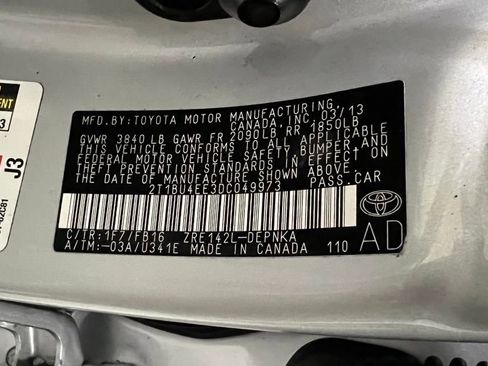 MFD.BY:TOYOTA MOTOR MANUFACTURING
CANADA, INC. 03/13
GVWR 3840 LB GAWR FR 2090LB RR 1850LB
THIS VEHICLE CONFORMS TO ALL APPLICABLE
FEDERAL MOTOR VEHICLE SAFETY,BUMPER, AND
THEFT PREVENTION STANDARDS IN EFFECT ON
THE DATE OF MANUFACTURE SHOWN ABOVE.
2T1BU4EE3DC049973 PASS.CAR
C/TR:1F7/FB16 ZRE142L-DEPNKA
A/TM:-03A/U341E MADE IN CANADA 110
AD
J3